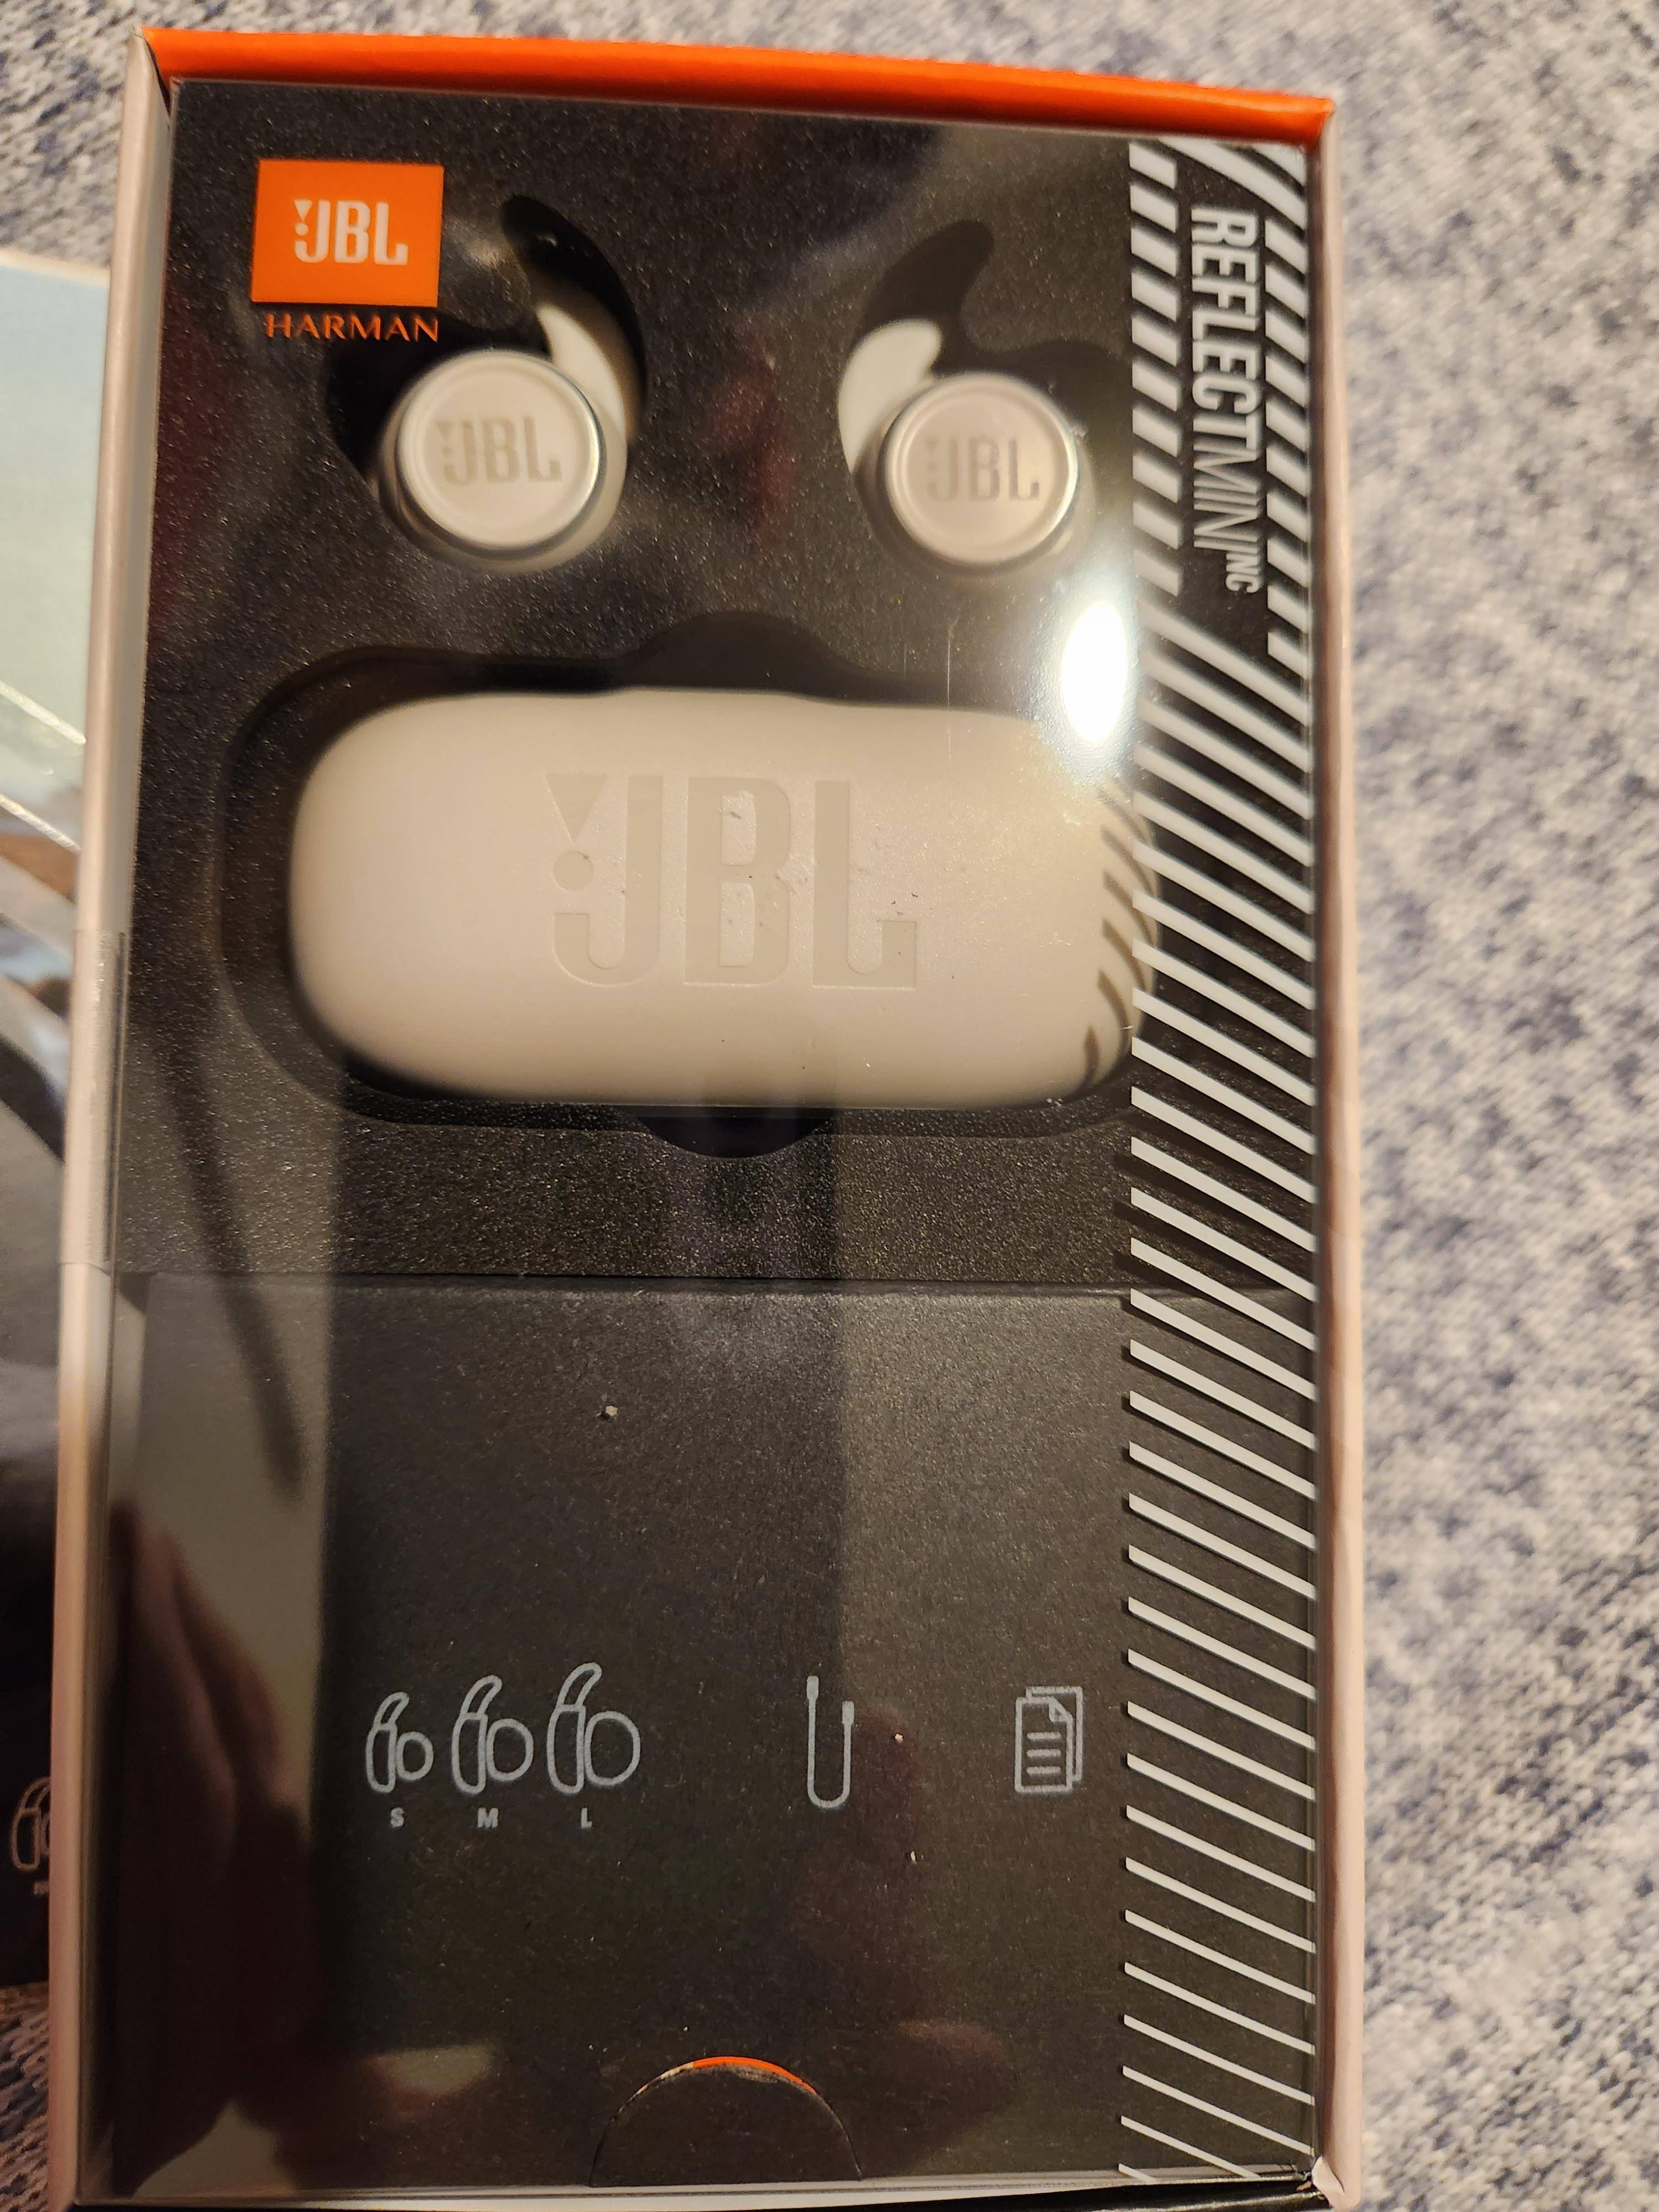 JBL
HARMAN
JBL
JBL
REFLECTMINI NC
JBL
S M L